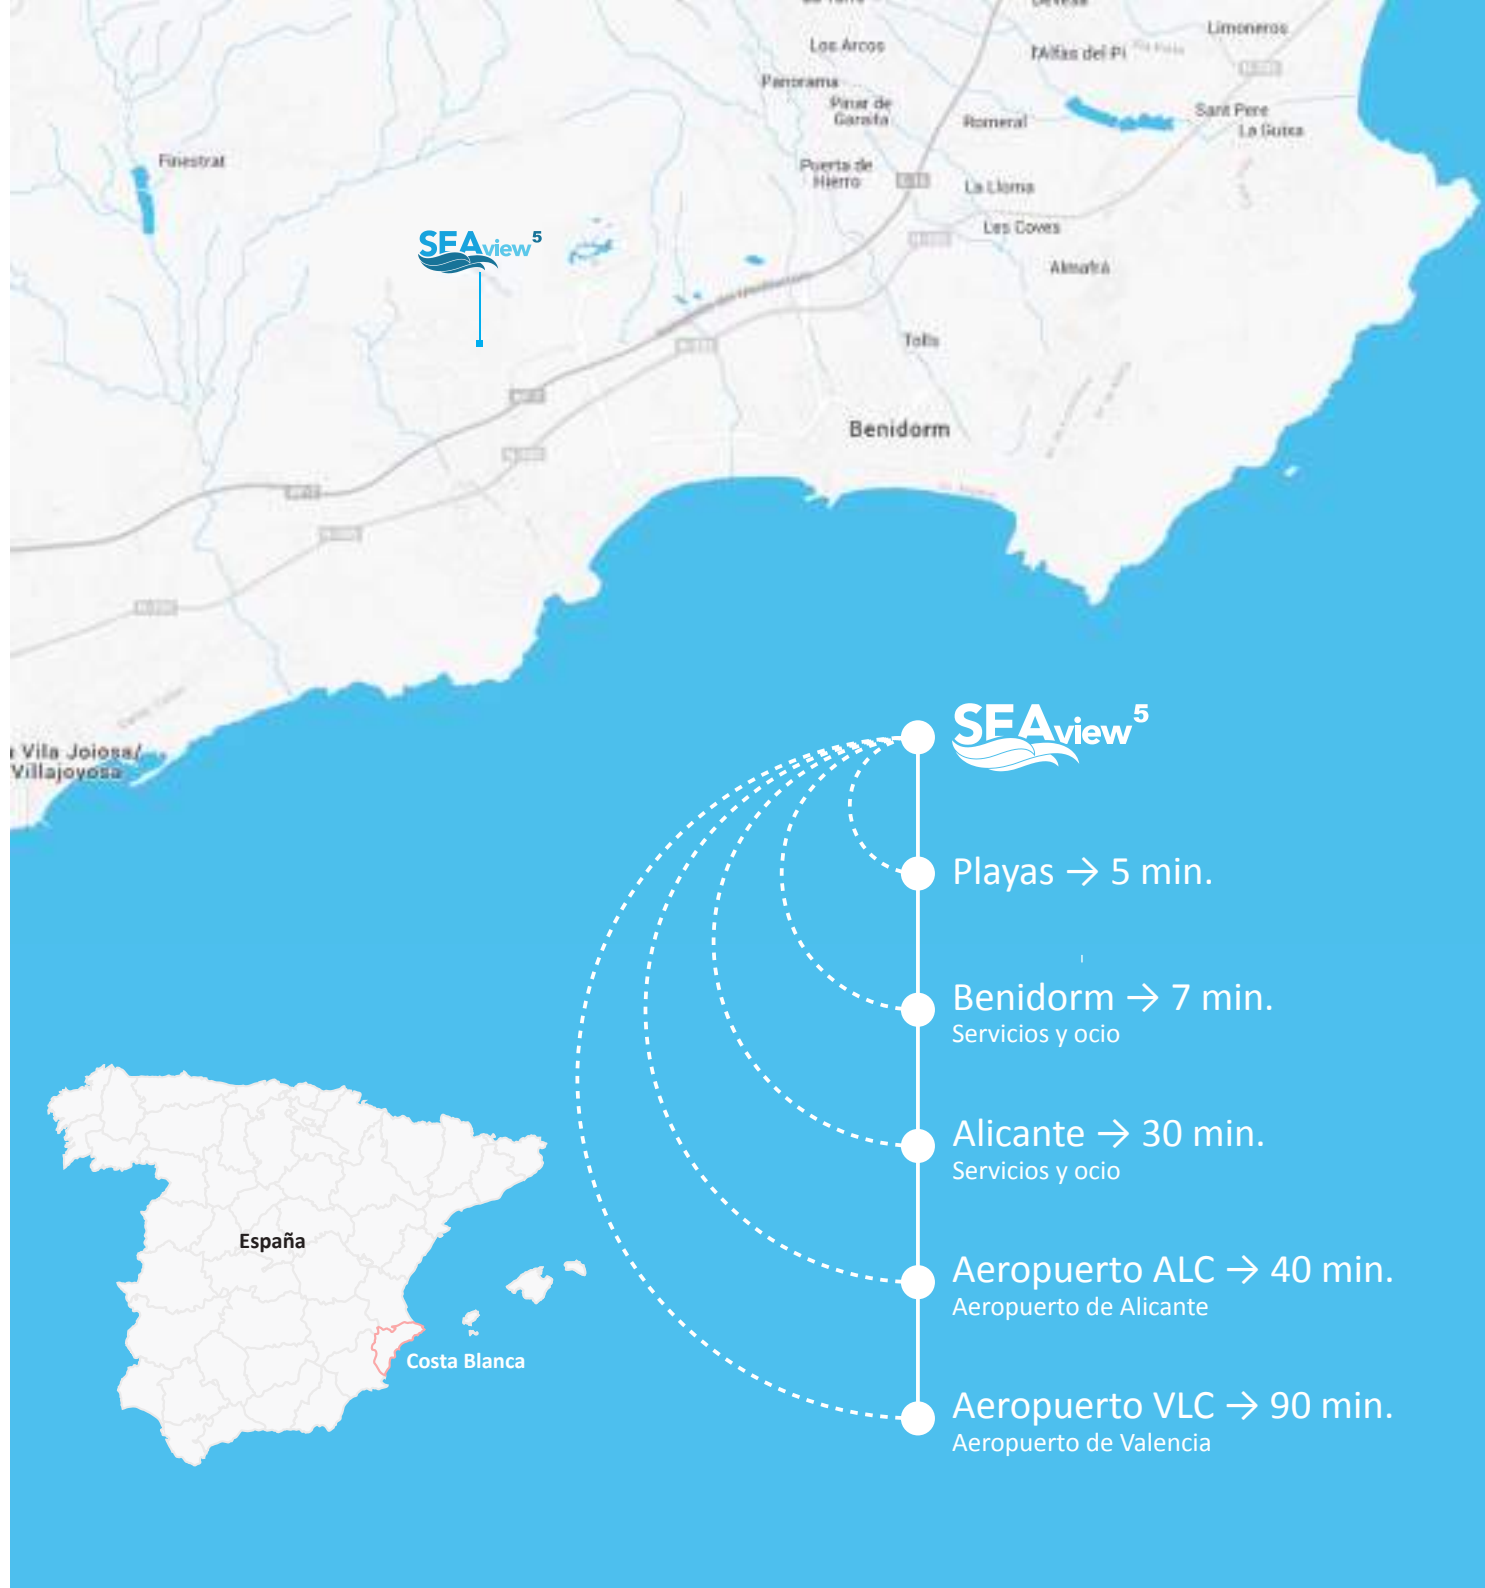 Limoneros
Los Arcos
l'Alfàs del Pi
Panorama
Pinar de
Garaita
Sant Pere
La Guixa
Romeral
Finestrat
Puerta de
Hierro
La Lloma
Les Coves
SEAview5
Almafrà
Tolls
Benidorm
Vila Joiosa/
Villajoyosa
SEAview5
Playas → 5 min.
Benidorm → 7 min.
Servicios y ocio
Alicante → 30 min.
Servicios y ocio
España
Aeropuerto ALC → 40 min.
Aeropuerto de Alicante
Costa Blanca
Aeropuerto VLC → 90 min.
Aeropuerto de Valencia